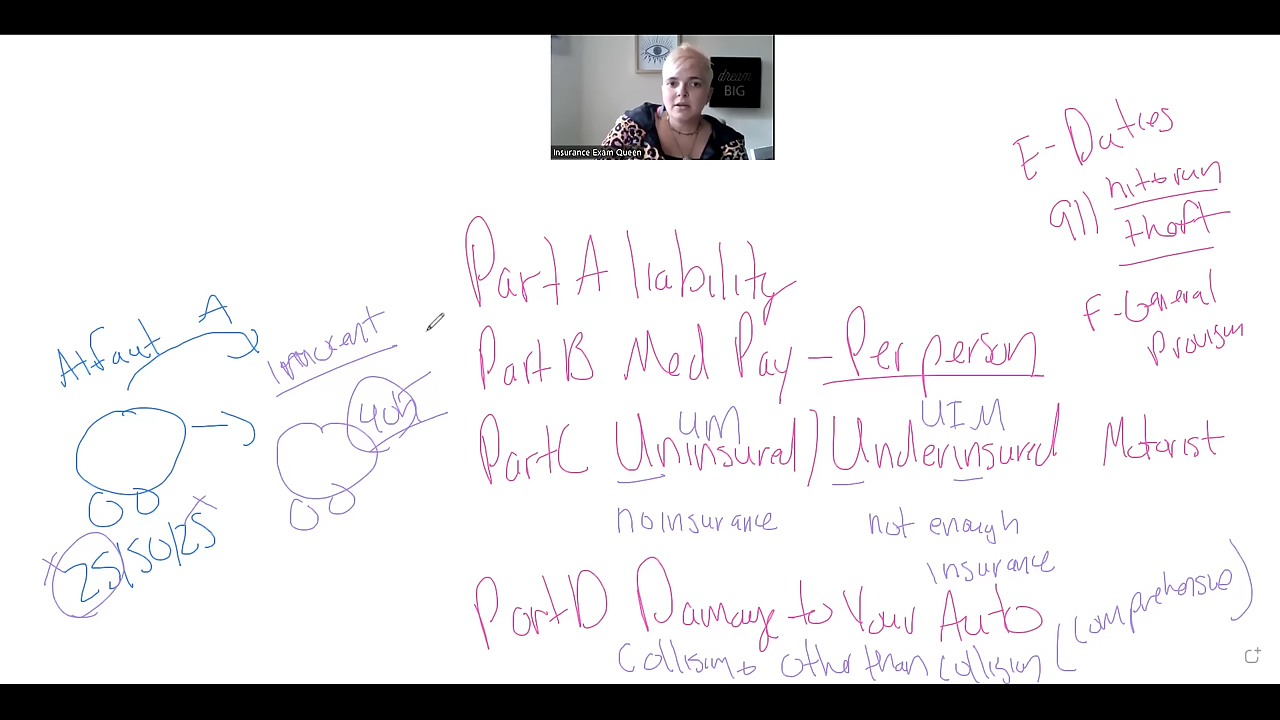 dream
BIG
Insurance Exam Queen
E-Duties
911 hit & run
theft
F-General
Provision
Part A liability
Part B Med Pay - Per person
UM UIM
Part C Uninsured / Underinsured Motorist
no insurance not enough
insurance
Part D Damage to Your Auto
Collision & other than collision (comprehensive)
At fault A
Innocent
40k
25/50/25